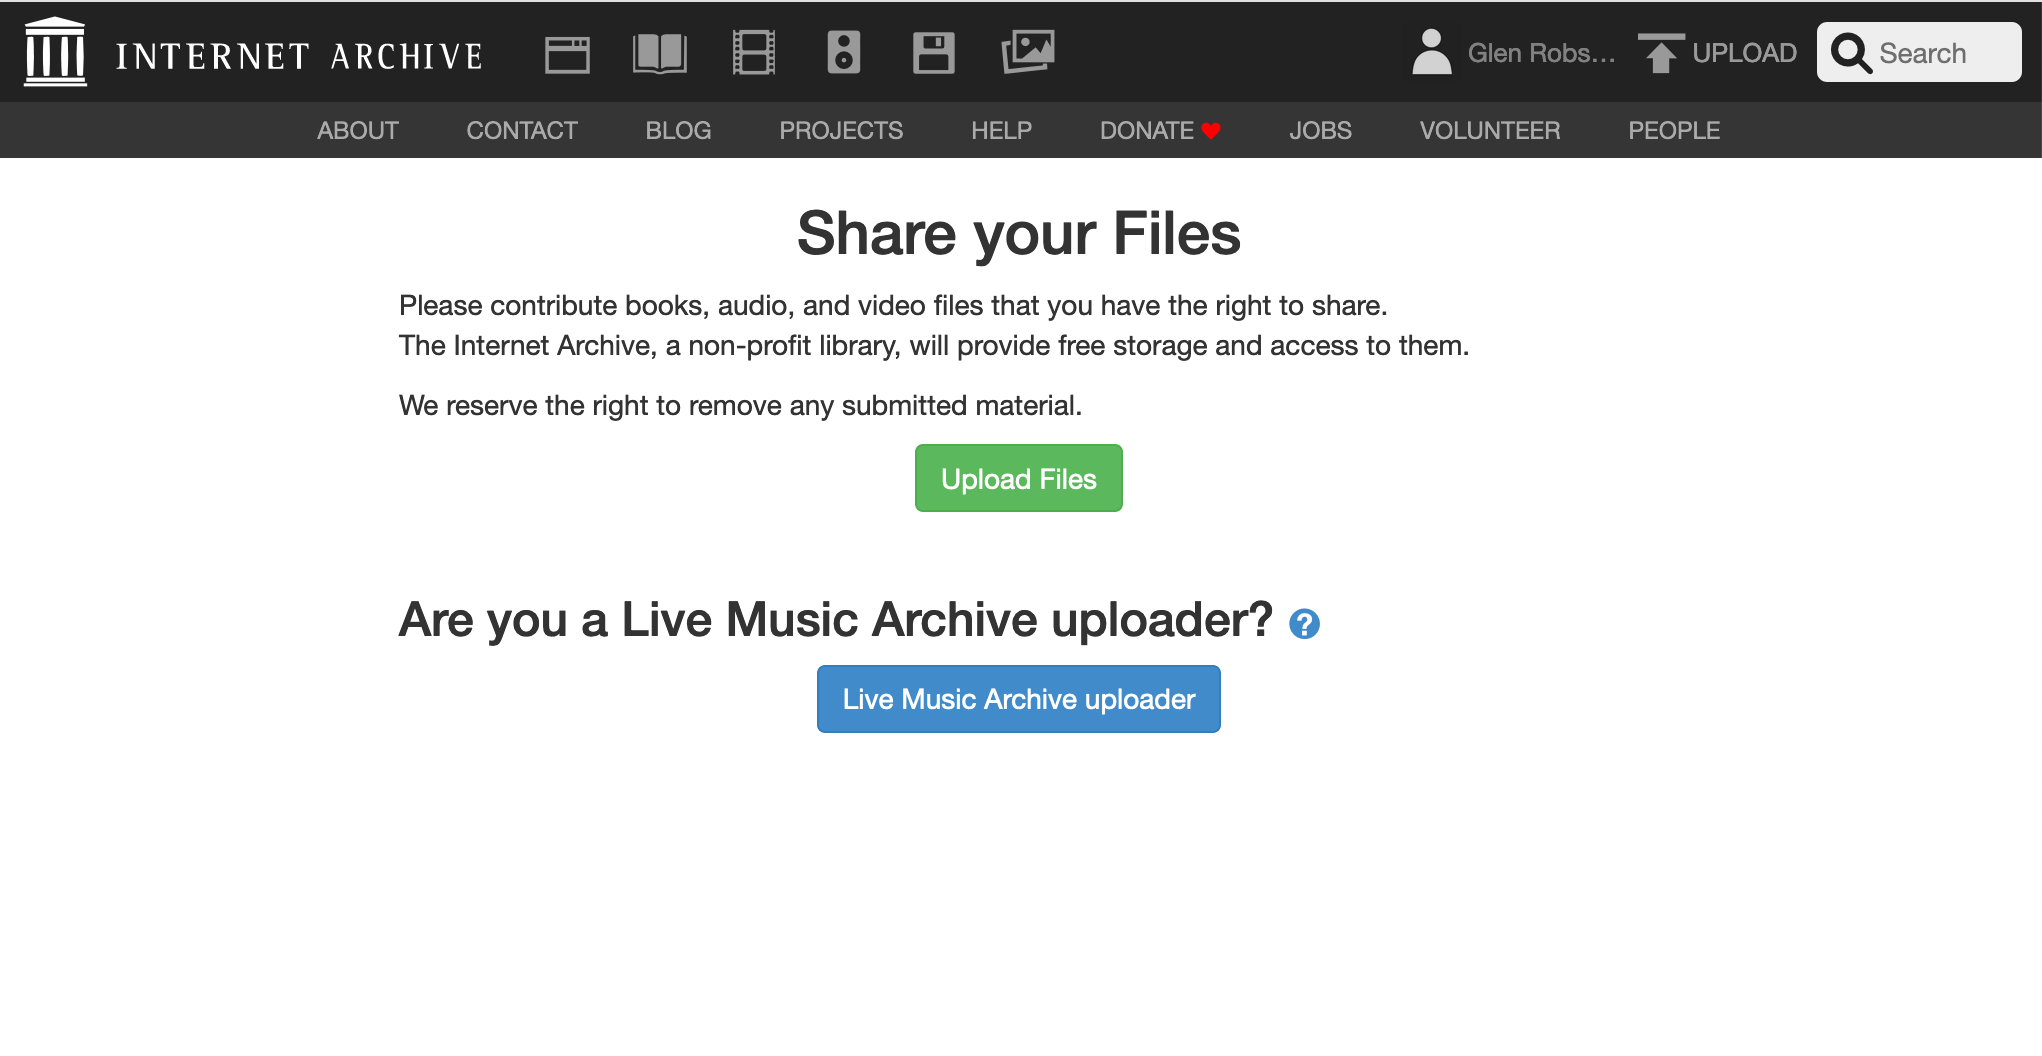 INTERNET ARCHIVE
Glen Robs...
UPLOAD
Search
ABOUT
CONTACT
BLOG
PROJECTS
HELP
DONATE
JOBS
VOLUNTEER
PEOPLE
Share your Files
Please contribute books, audio, and video files that you have the right to share.
The Internet Archive, a non-profit library, will provide free storage and access to them.
We reserve the right to remove any submitted material.
Upload Files
Are you a Live Music Archive uploader? ?
Live Music Archive uploader